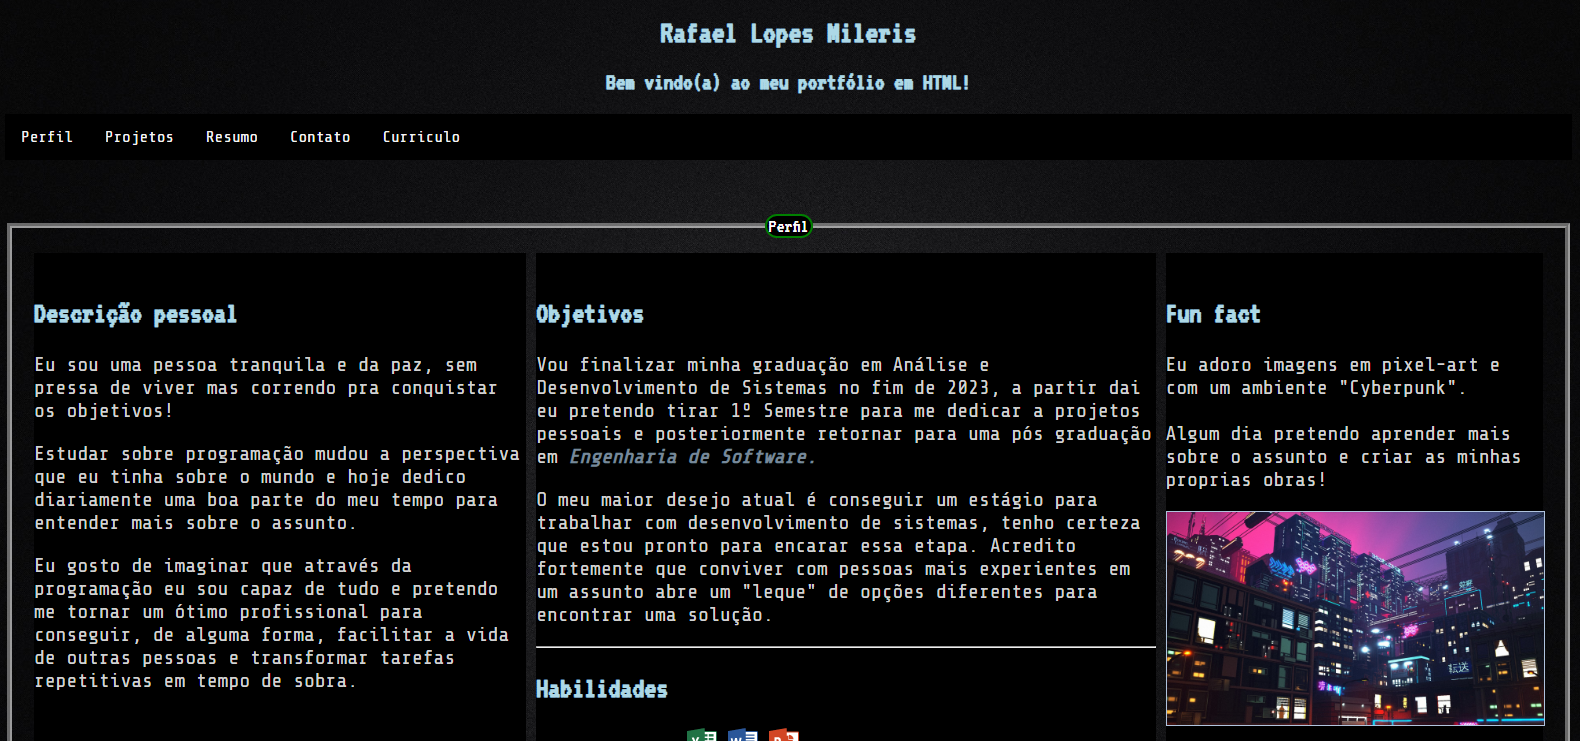 Rafael Lopes Mileris
Bem vindo(a) ao meu portfólio em HTML!
Perfil Projetos Resumo Contato Curriculo
Perfil
Descrição pessoal
Eu sou uma pessoa tranquila e da paz, sem
pressa de viver mas correndo pra conquistar
os objetivos!
Estudar sobre programação mudou a perspectiva
que eu tinha sobre o mundo e hoje dedico
diariamente uma boa parte do meu tempo para
entender mais sobre o assunto.
Eu gosto de imaginar que através da
programação eu sou capaz de tudo e pretendo
me tornar um ótimo profissional para
conseguir, de alguma forma, facilitar a vida
de outras pessoas e transformar tarefas
repetitivas em tempo de sobra.
Objetivos
Vou finalizar minha graduação em Análise e
Desenvolvimento de Sistemas no fim de 2023, a partir dai
eu pretendo tirar 1º Semestre para me dedicar a projetos
pessoais e posteriormente retornar para uma pós graduação
em Engenharia de Software.
O meu maior desejo atual é conseguir um estágio para
trabalhar com desenvolvimento de sistemas, tenho certeza
que estou pronto para encarar essa etapa. Acredito
fortemente que conviver com pessoas mais experientes em
um assunto abre um "leque" de opções diferentes para
encontrar uma solução.
Habilidades
Fun fact
Eu adoro imagens em pixel-art e
com um ambiente "Cyberpunk".
Algum dia pretendo aprender mais
sobre o assunto e criar as minhas
proprias obras!
転送